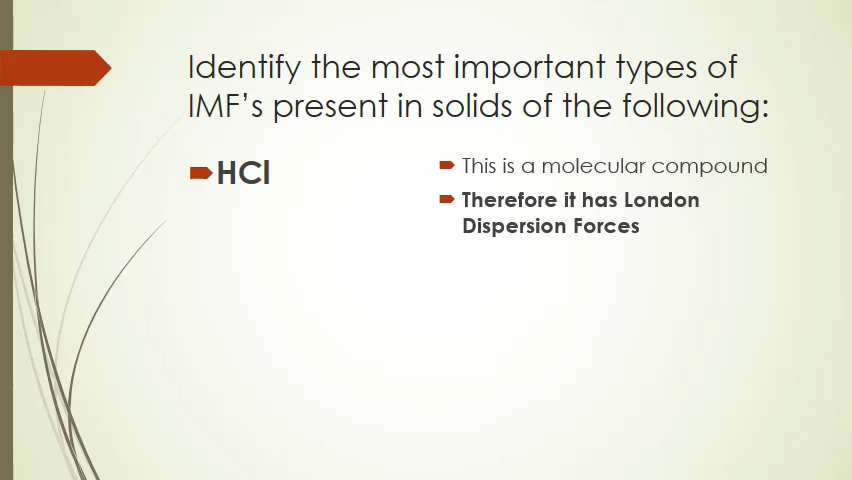 Identify the most important types of
IMF's present in solids of the following:
HCl
This is a molecular compound
Therefore it has London
Dispersion Forces